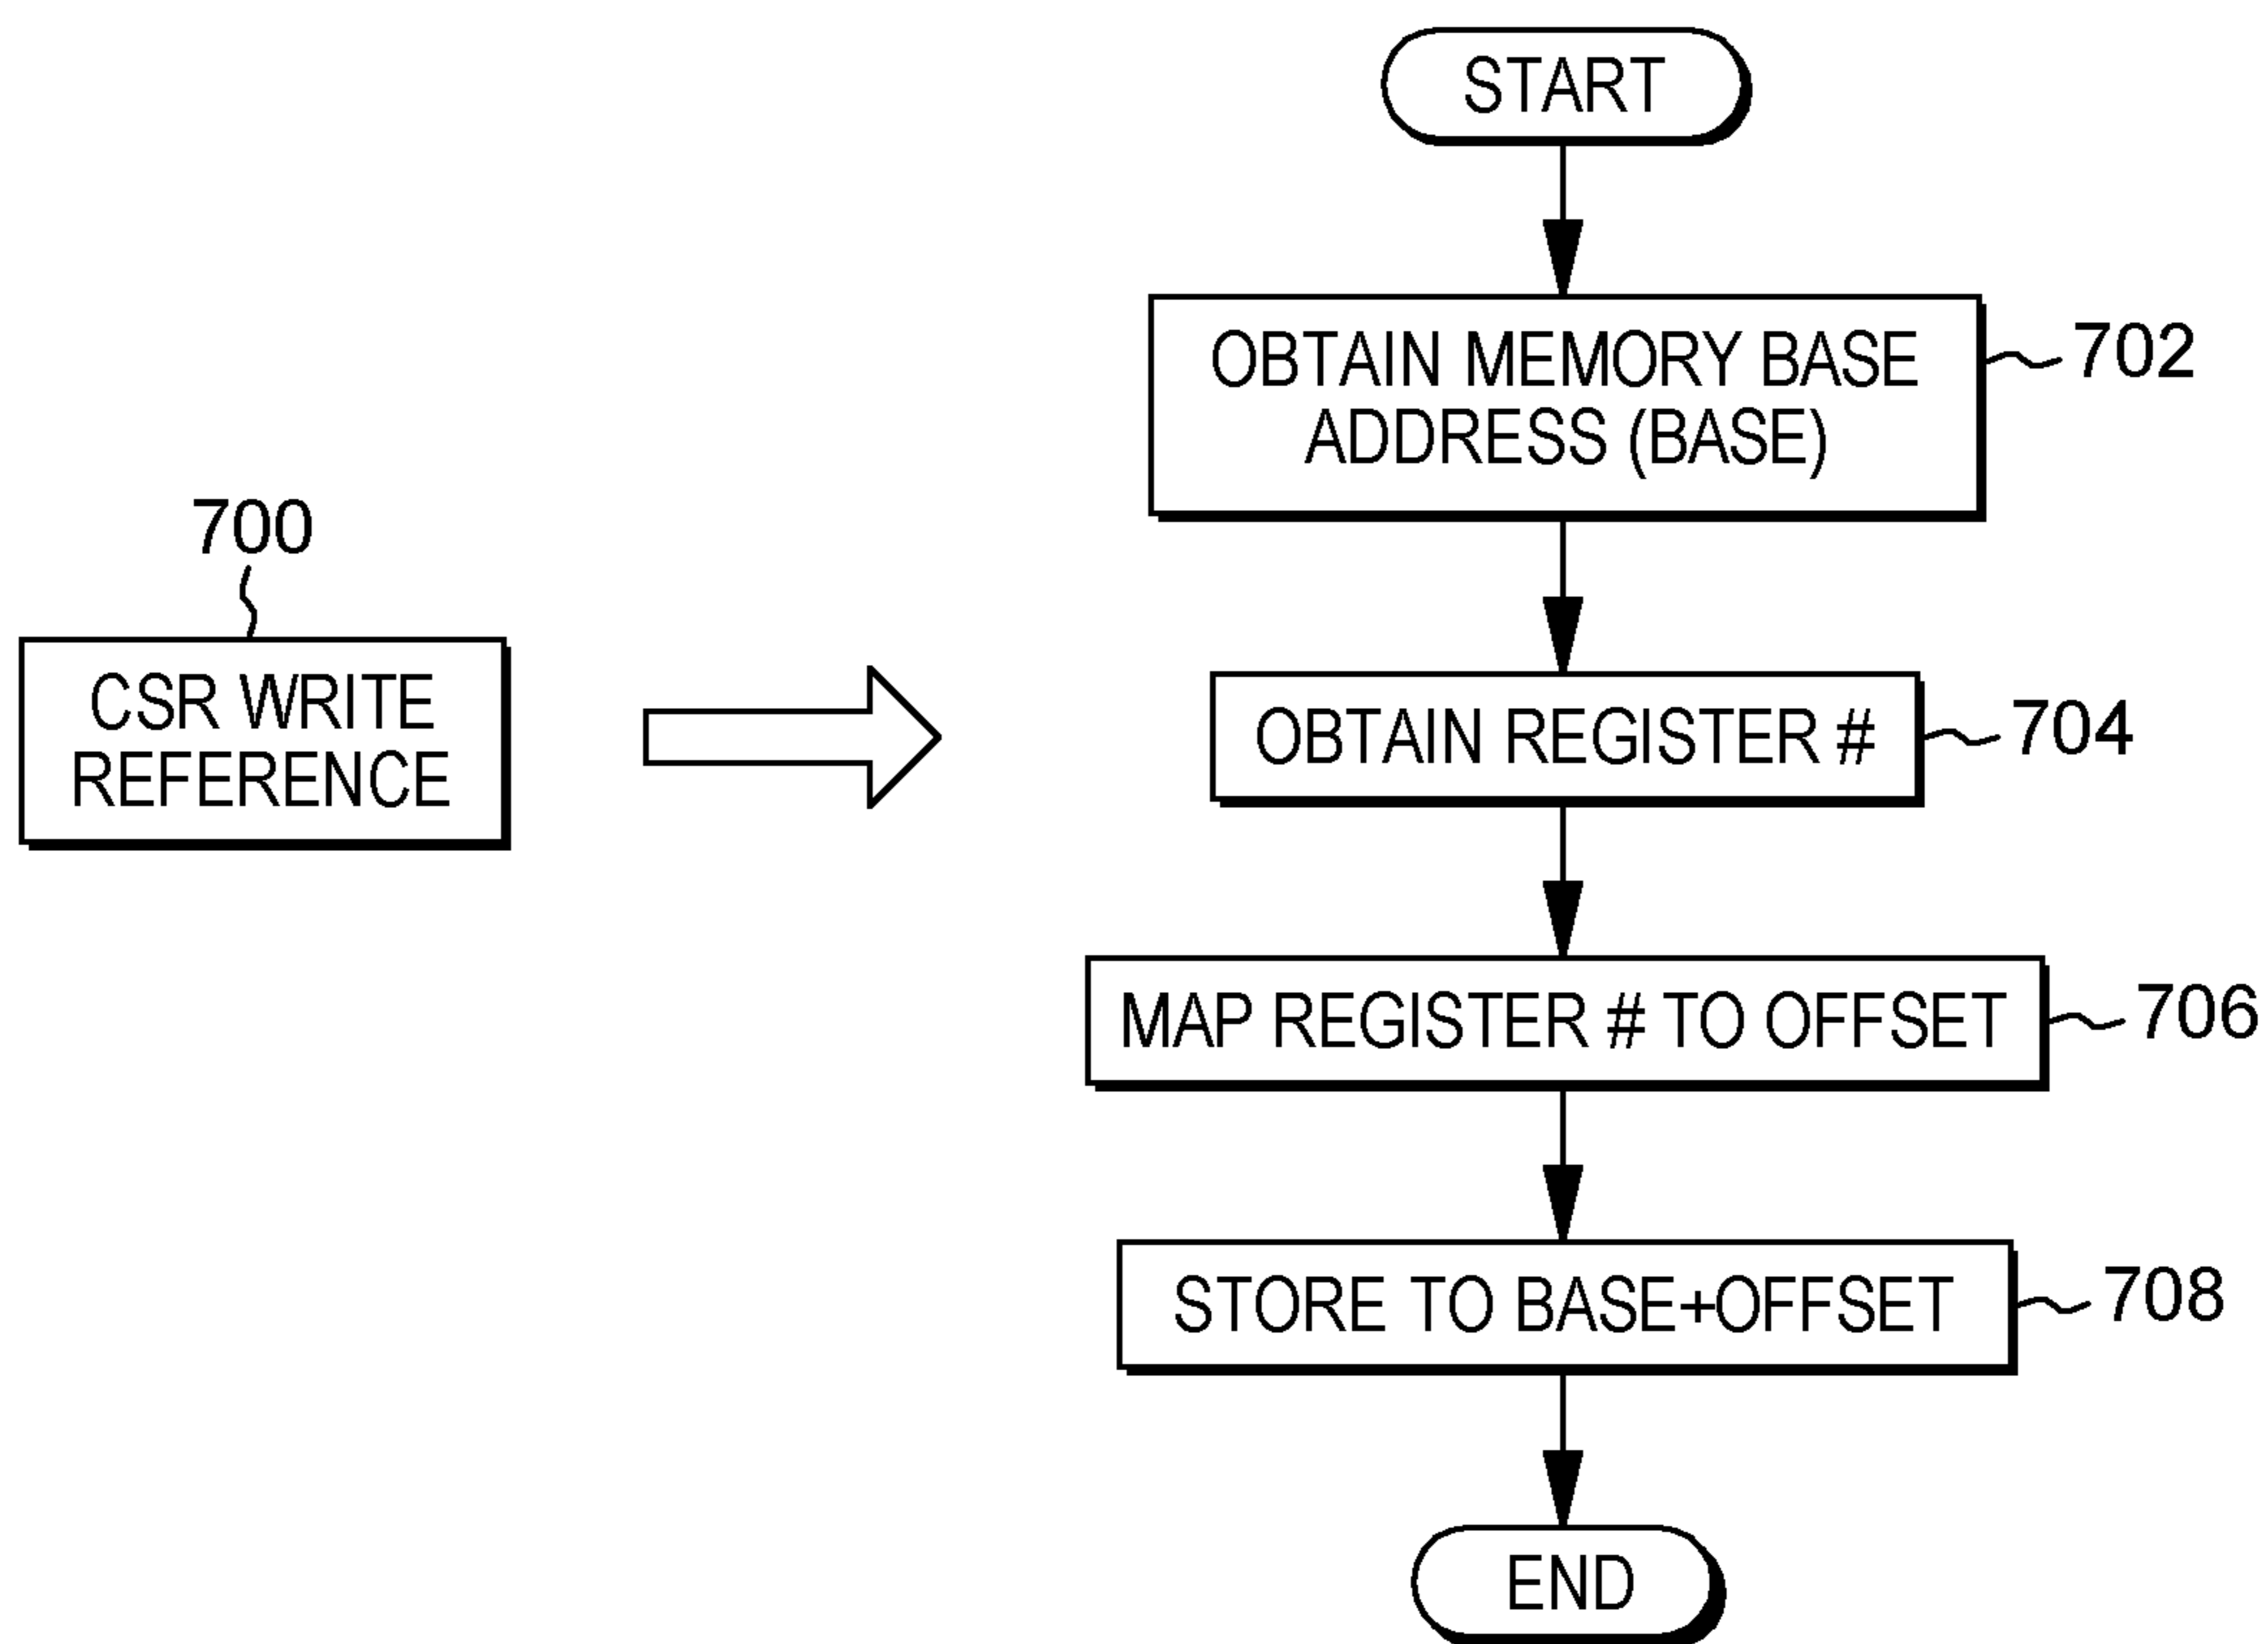 700
CSR WRITE
REFERENCE
START
OBTAIN MEMORY BASE
ADDRESS (BASE)
702
OBTAIN REGISTER #
704
MAP REGISTER # TO OFFSET
706
STORE TO BASE+OFFSET
708
END